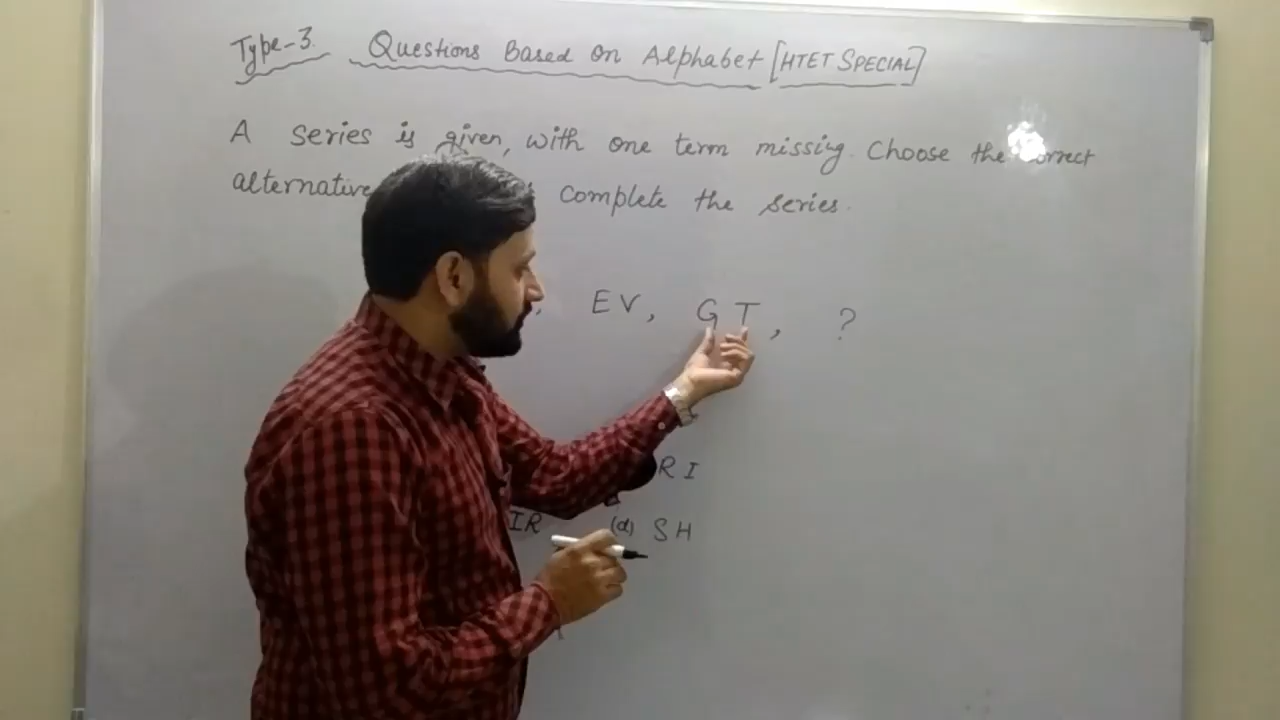 Type-3. Questions Based on Alphabet [HTET SPECIAL]
A series is given, with one term missing. Choose the correct
alternative complete the series.
, EV, GT, ?
RI
IR (d) SH